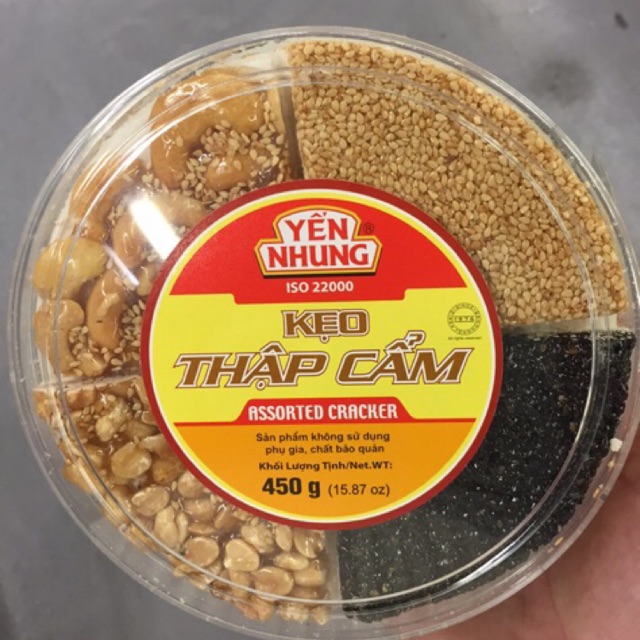 YẾN
NHUNG®
ISO 22000
KẸO
THẬP CẨM
ASSORTED CRACKER
Sản phẩm không sử dụng
phụ gia, chất bảo quản
Khối Lượng Tịnh/Net.WT:
450 g (15.87 oz)